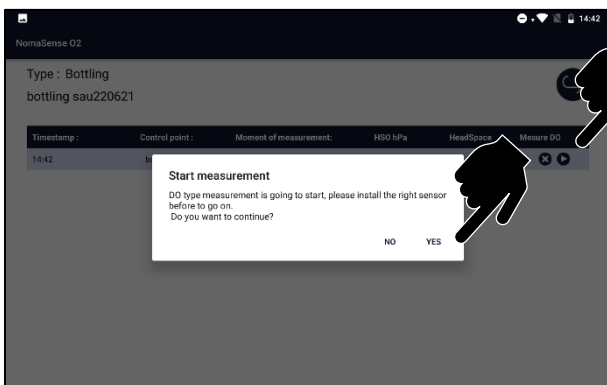 14:42
NomaSense O2
Type : Bottling
bottling sau220621
Timestamp : Control point : Moment of measurement: HSO hPa HeadSpace Mesure DO
14:42
Start measurement
DO type measurement is going to start, please install the right sensor
before to go on.
Do you want to continue?
NO YES